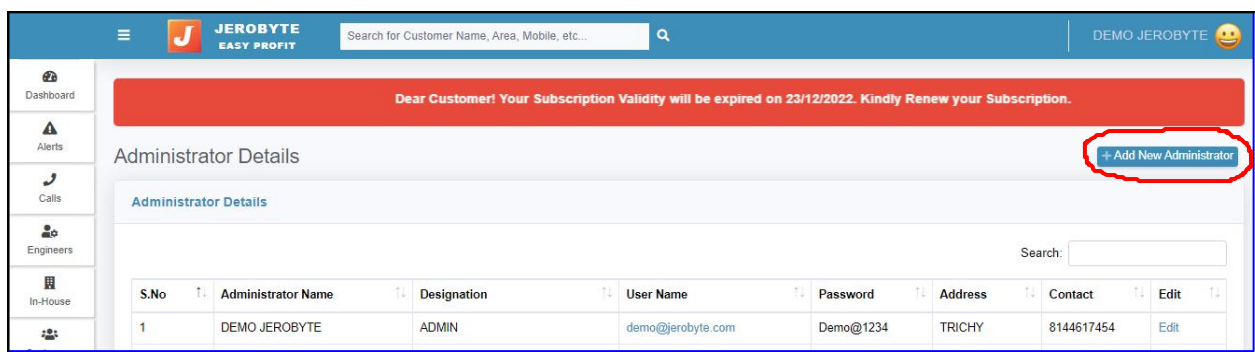 J
JEROBYTE
EASY PROFIT
Search for Customer Name, Area, Mobile, etc...
DEMO JEROBYTE
Dashboard
Alerts
Calls
Engineers
In-House
Dear Customer! Your Subscription Validity will be expired on 23/12/2022. Kindly Renew your Subscription.
Administrator Details
+ Add New Administrator
Administrator Details
Search:
S.No Administrator Name Designation User Name Password Address Contact Edit
1 DEMO JEROBYTE ADMIN demo@jerobyte.com Demo@1234 TRICHY 8144617454 Edit